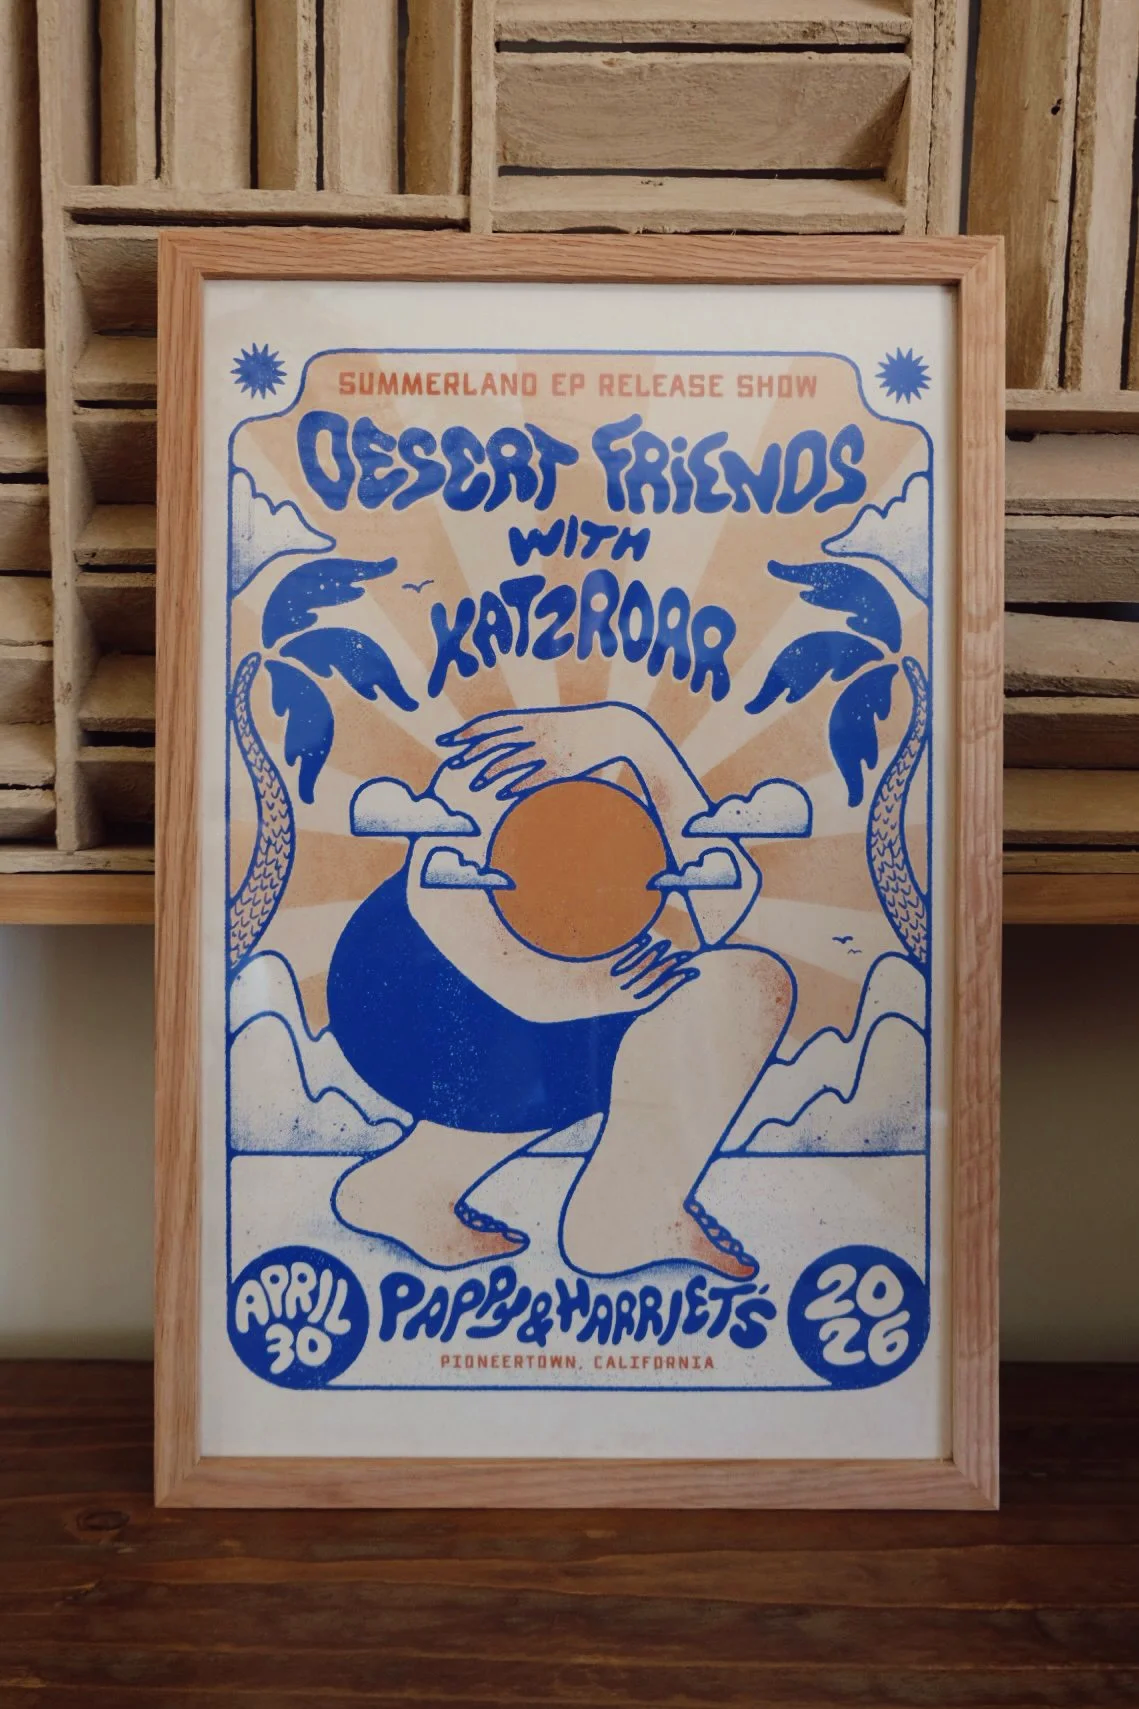 SUMMERLAND EP RELEASE SHOW
DESERT FRIENDS
WITH
KATZROAR
APRIL
30
PAPPY & HARRIET'S
PIONEERTOWN, CALIFORNIA
20
26